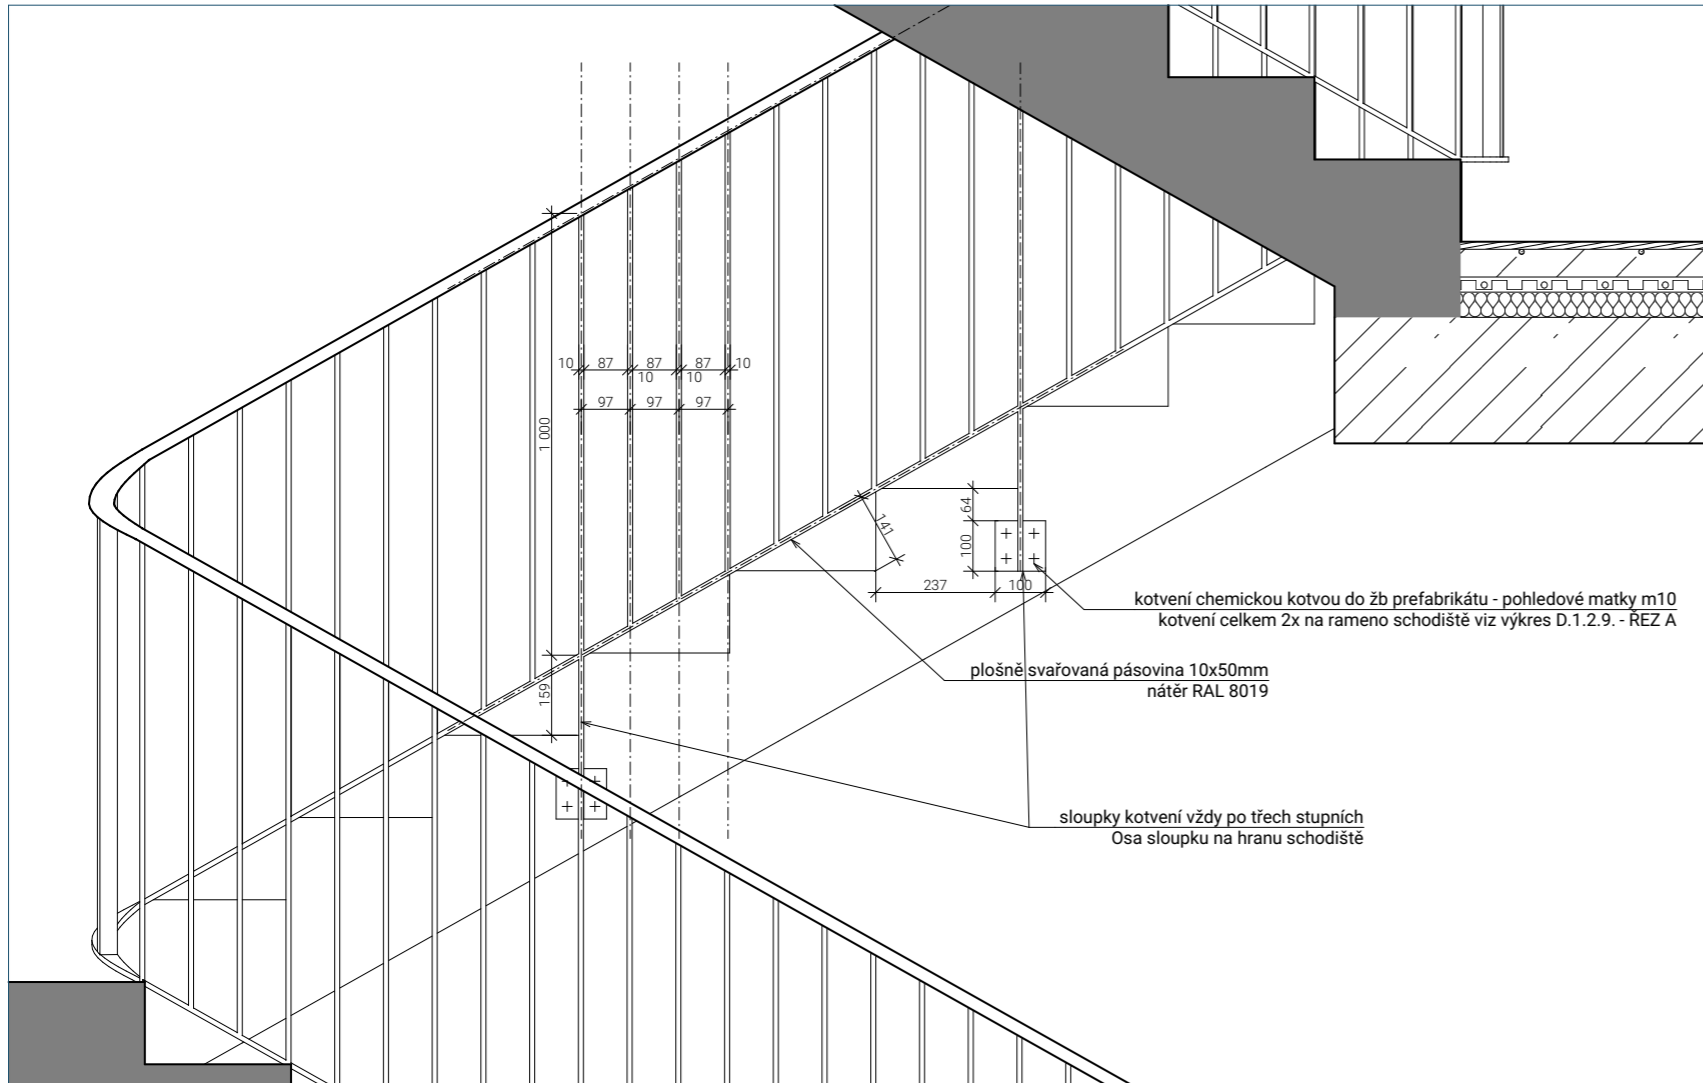 10 87 87 87 10
10 10
97 97 97
1 000
141
64
100
237 100
kotvení chemickou kotvou do žb prefabrikátu - pohledové matky m10
kotvení celkem 2x na rameno schodiště viz výkres D.1.2.9. - ŘEZ A
plošně svařovaná pásovina 10x50mm
nátěr RAL 8019
159
sloupky kotvení vždy po třech stupních
Osa sloupku na hranu schodiště